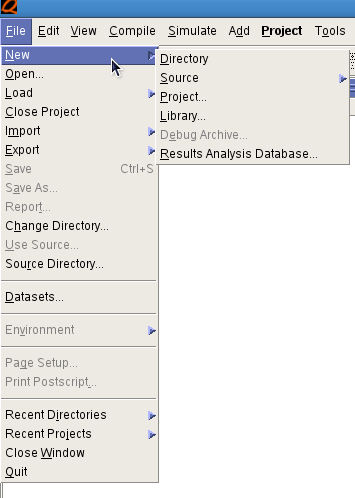 File Edit View Compile Simulate Add Project Tools
New
Open...
Load
Close Project
Import
Export
Save Ctrl+S
Save As...
Report...
Change Directory...
Use Source...
Source Directory...
Datasets...
Environment
Page Setup...
Print Postscript...
Recent Directories
Recent Projects
Close Window
Quit
Directory
Source
Project...
Library...
Debug Archive...
Results Analysis Database...